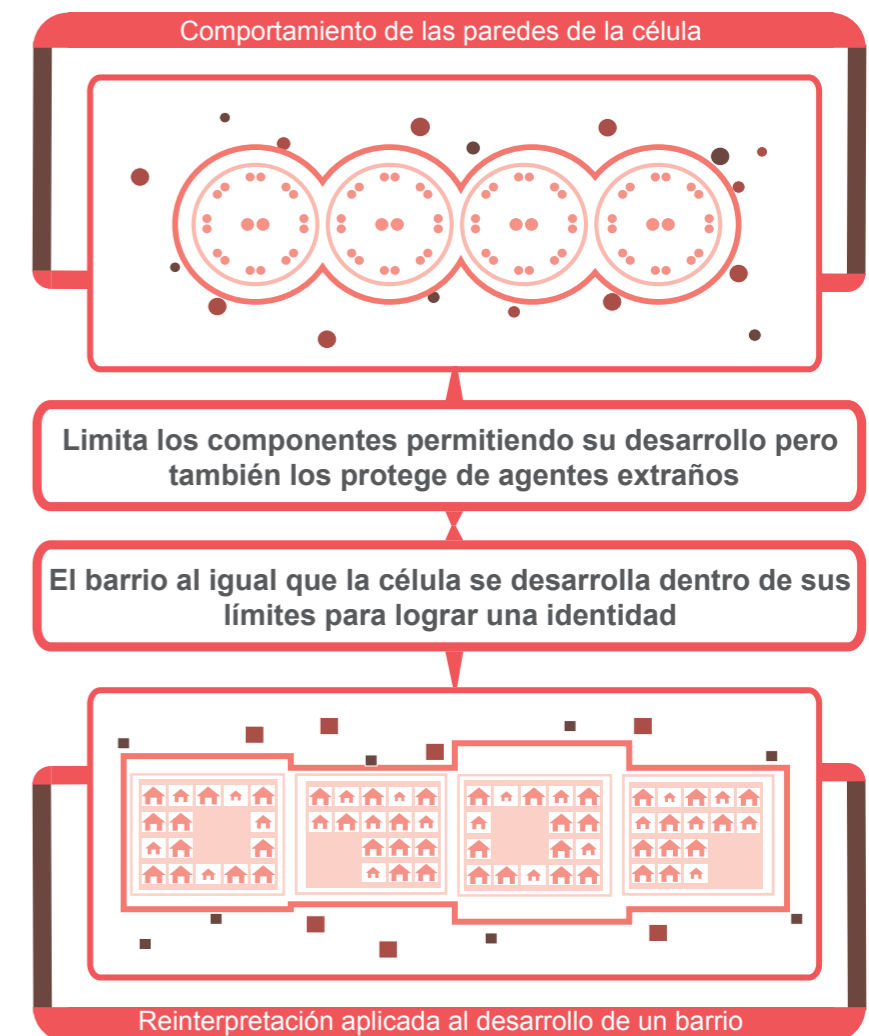 Comportamiento de las paredes de la célula
Limita los componentes permitiendo su desarrollo pero
también los protege de agentes extraños
El barrio al igual que la célula se desarrolla dentro de sus
límites para lograr una identidad
Reinterpretación aplicada al desarrollo de un barrio